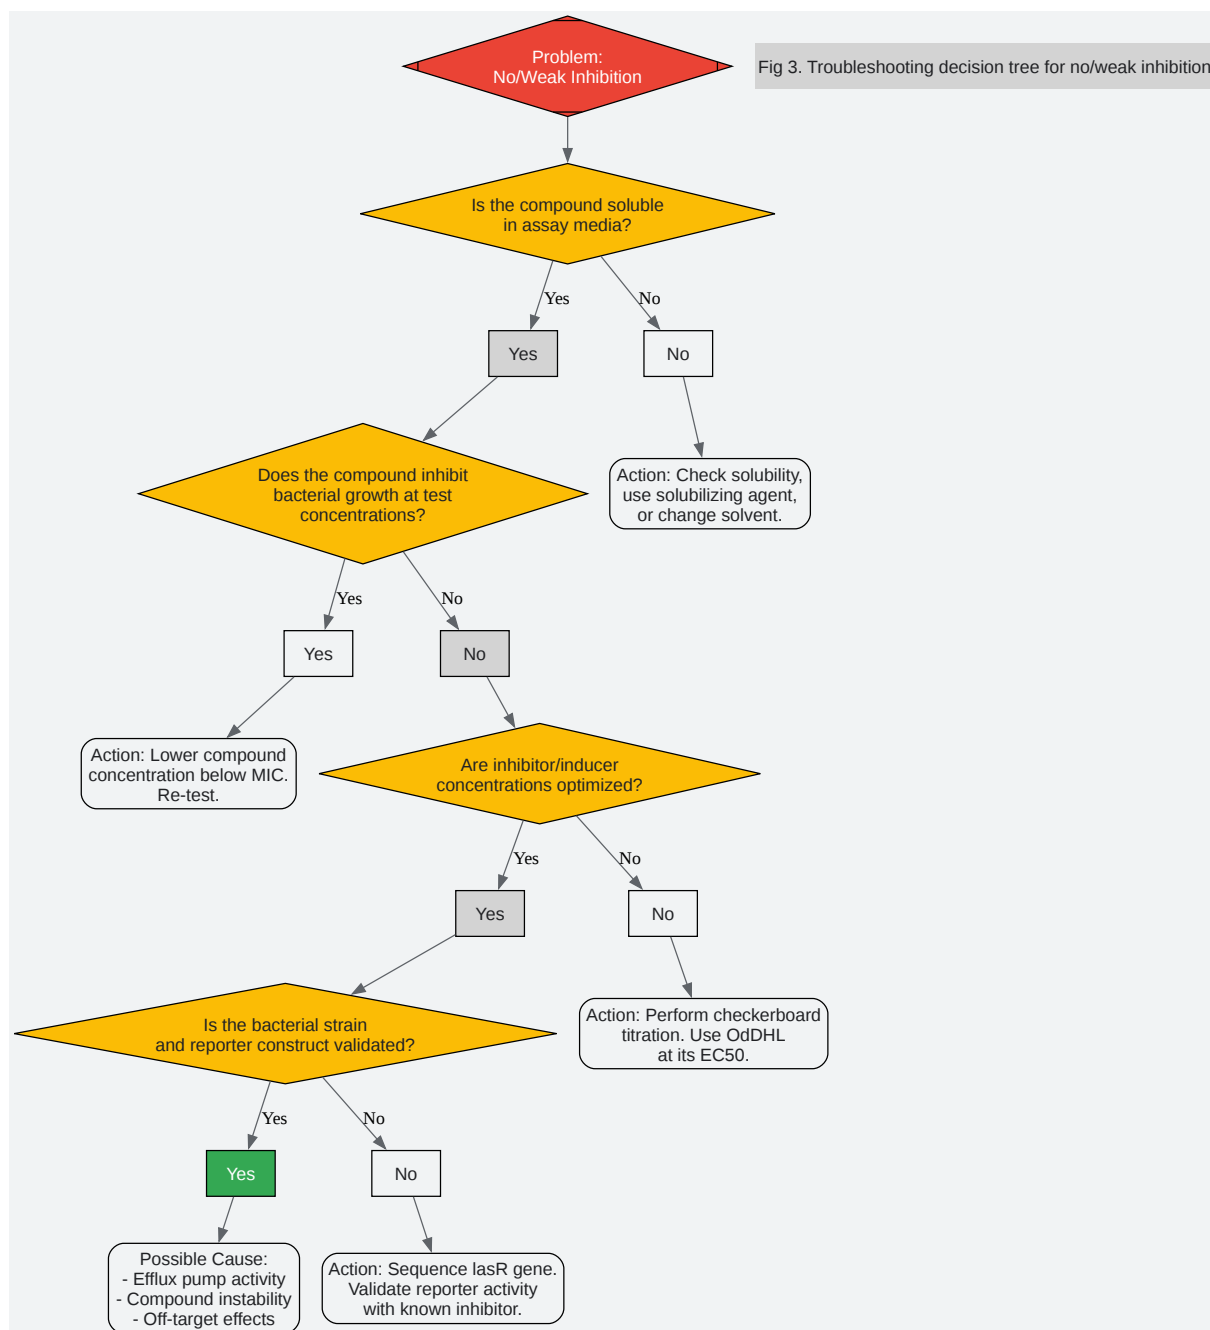 Problem:
No/Weak Inhibition
Fig 3. Troubleshooting decision tree for no/weak inhibition
Is the compound soluble
in assay media?
Yes
No
Yes
No
Does the compound inhibit
bacterial growth at test
concentrations?
Action: Check solubility,
use solubilizing agent,
or change solvent.
Yes
No
Yes
No
Action: Lower compound
concentration below MIC.
Re-test.
Are inhibitor/inducer
concentrations optimized?
Yes
No
Yes
No
Is the bacterial strain
and reporter construct validated?
Action: Perform checkerboard
titration. Use OdDHL
at its EC50.
Yes
No
Yes
No
Possible Cause:
- Efflux pump activity
- Compound instability
- Off-target effects
Action: Sequence lasR gene.
Validate reporter activity
with known inhibitor.